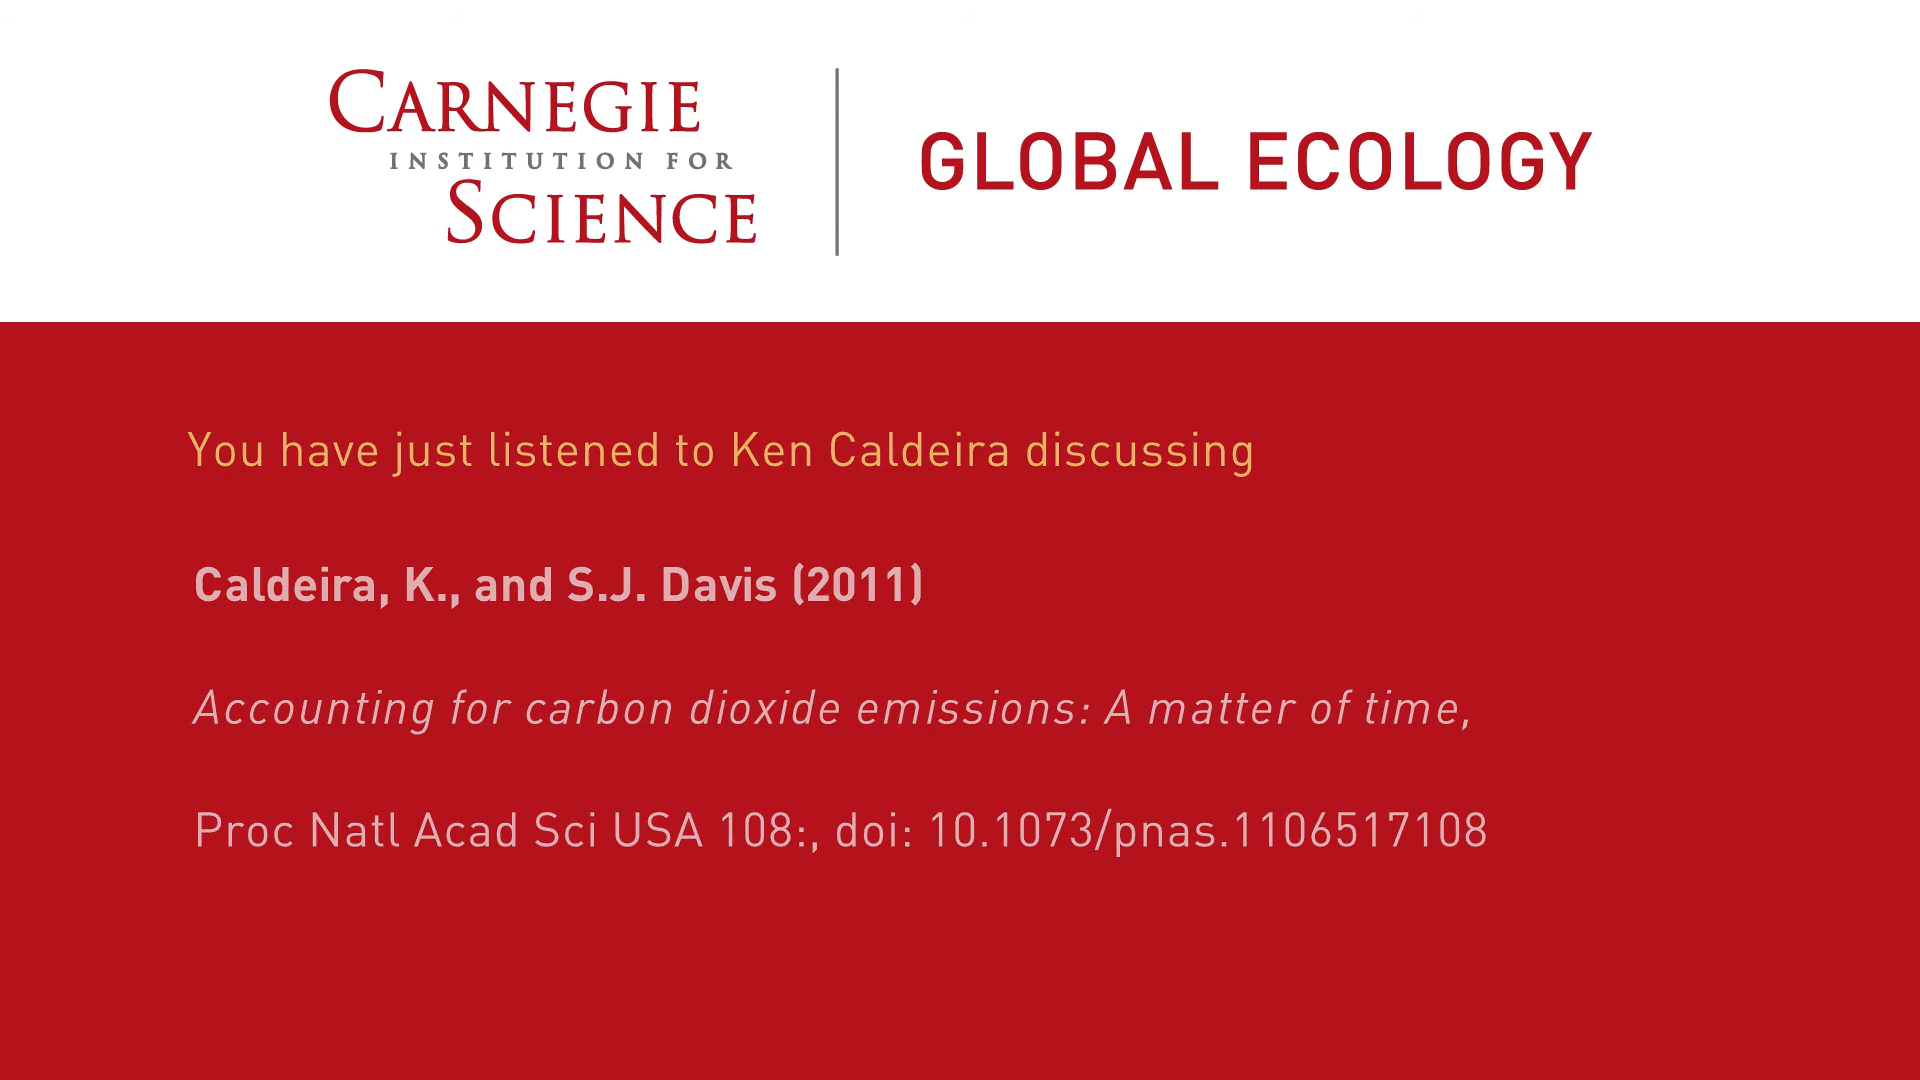 CARNEGIE
INSTITUTION FOR
SCIENCE
GLOBAL ECOLOGY
You have just listened to Ken Caldeira discussing
Caldeira, K., and S.J. Davis (2011)
Accounting for carbon dioxide emissions: A matter of time,
Proc Natl Acad Sci USA 108:, doi: 10.1073/pnas.1106517108